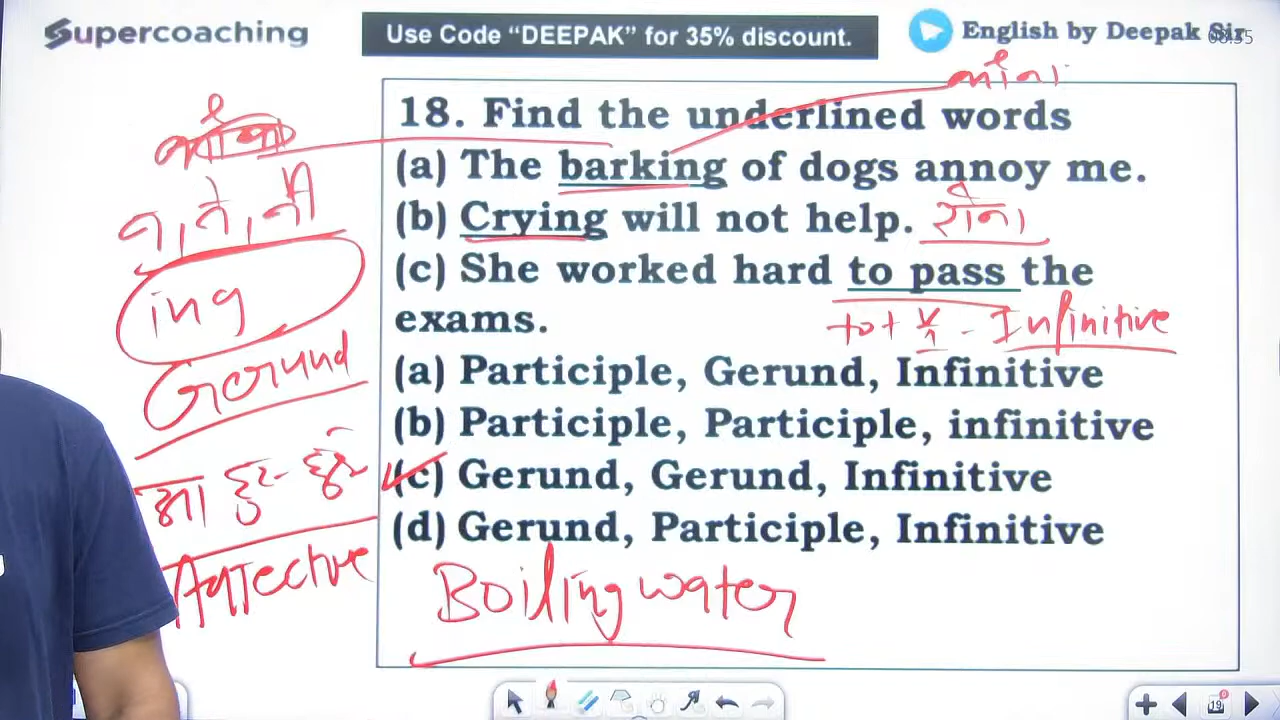 Supercoaching
Use Code “DEEPAK” for 35% discount.
English by Deepak Sir
18. Find the underlined words
(a) The barking of dogs annoy me.
(b) Crying will not help. रोना
(c) She worked hard to pass the
exams.
to+ V1 - Infinitive
(a) Participle, Gerund, Infinitive
(b) Participle, Participle, infinitive
(c) Gerund, Gerund, Infinitive
(d) Gerund, Participle, Infinitive
Boiling water
ना, ने, नी
ing
Gerund
Adjective
19